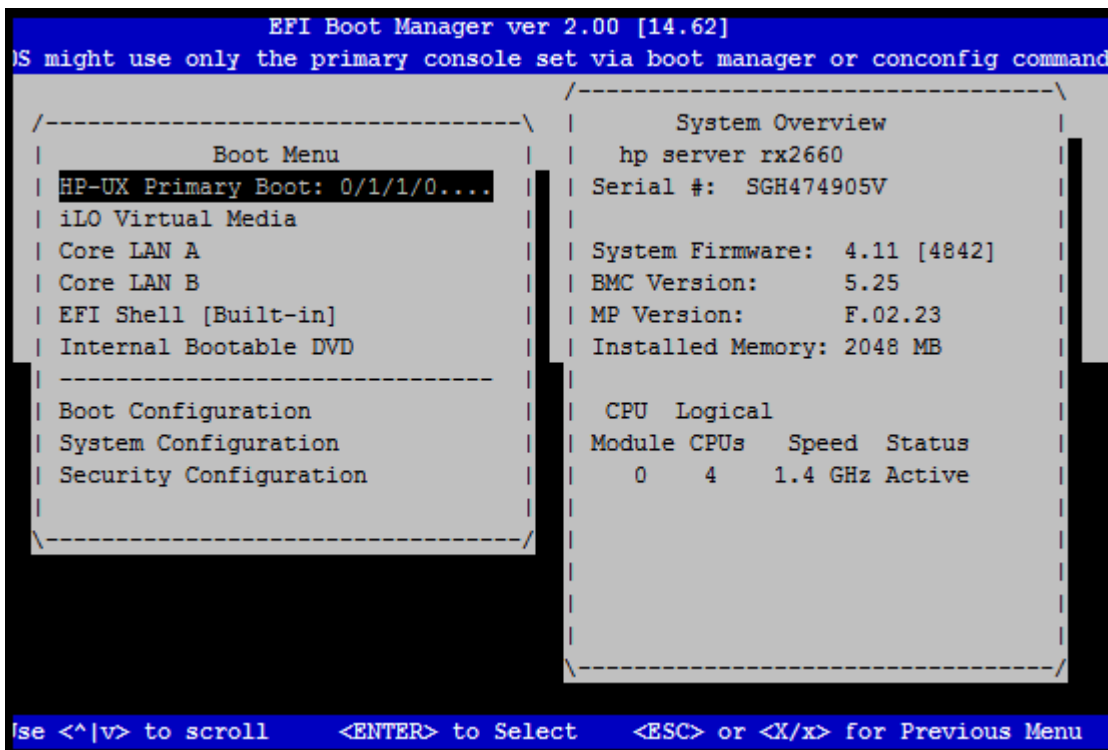 EFI Boot Manager ver 2.00 [14.62]
OS might use only the primary console set via boot manager or conconfig command
Boot Menu
HP-UX Primary Boot: 0/1/1/0....
iLO Virtual Media
Core LAN A
Core LAN B
EFI Shell [Built-in]
Internal Bootable DVD
--------------------------------
Boot Configuration
System Configuration
Security Configuration
System Overview
hp server rx2660
Serial #: SGH474905V
System Firmware: 4.11 [4842]
BMC Version: 5.25
MP Version: F.02.23
Installed Memory: 2048 MB
CPU Logical
Module CPUs Speed Status
0 4 1.4 GHz Active
Use <^|v> to scroll <ENTER> to Select <ESC> or <X/x> for Previous Menu